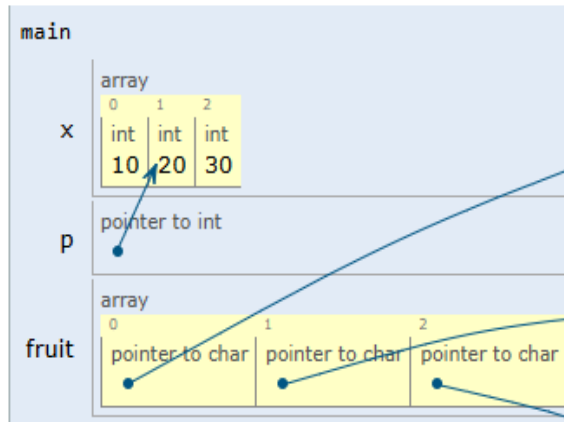 main
array
0 1 2
x
int int int
10 20 30
pointer to int
p
array
0 1 2
fruit
pointer to char pointer to char pointer to char